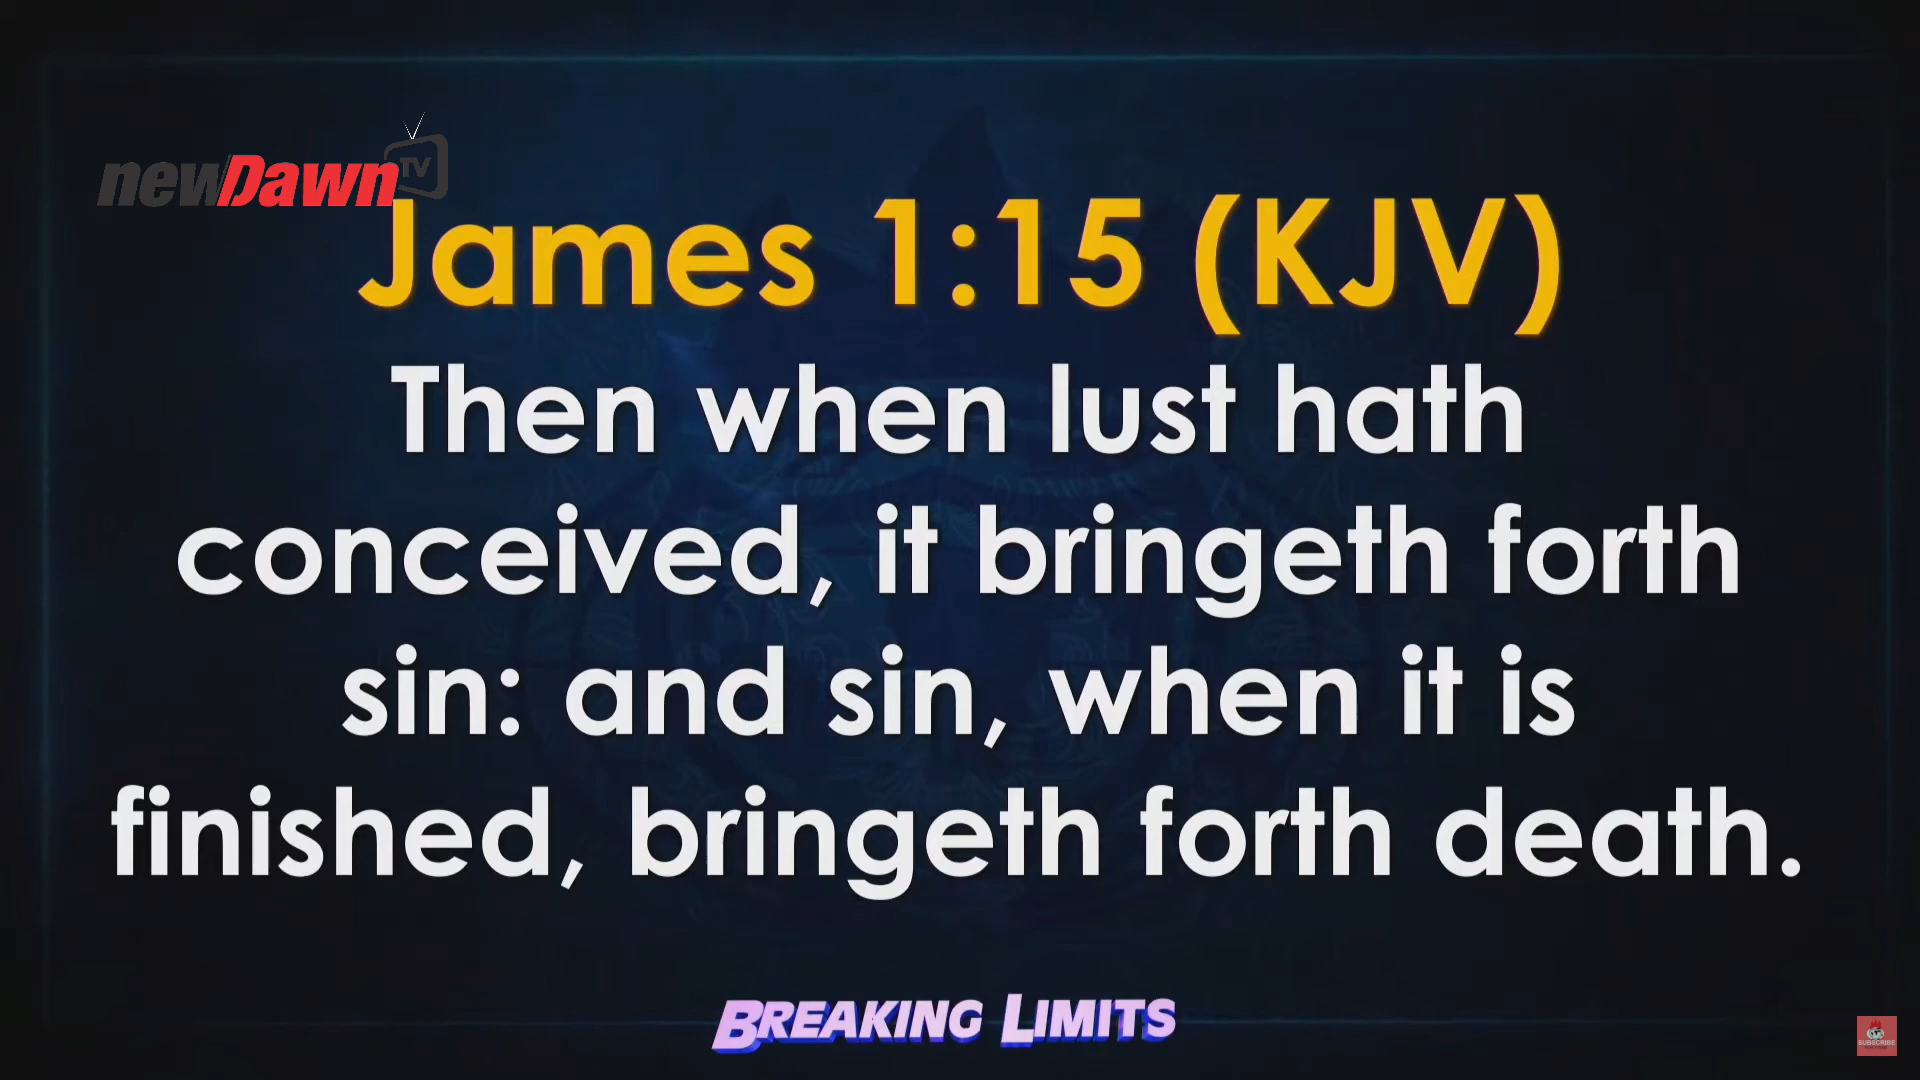 newDawn TV
James 1:15 (KJV)
Then when lust hath
conceived, it bringeth forth
sin: and sin, when it is
finished, bringeth forth death.
BREAKING LIMITS
SUBSCRIBE